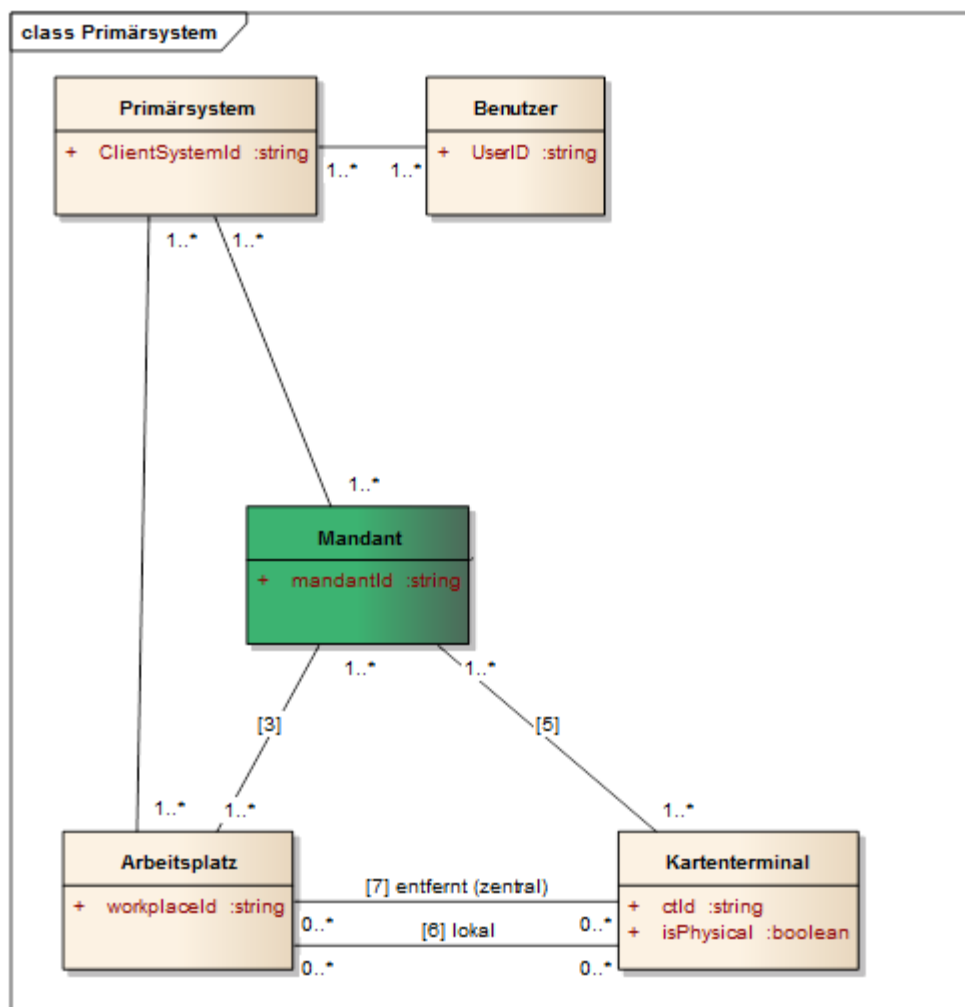 class Primärsystem
Primärsystem
+ ClientSystemId :string
Benutzer
+ UserID :string
1..*
1..*
1..*
1..*
1..*
Mandant
+ mandantId :string
1..*
1..*
[3]
[5]
1..*
1..*
1..*
Arbeitsplatz
+ workplaceId :string
Kartenterminal
+ ctId :string
+ isPhysical :boolean
[7] entfernt (zentral)
0..*
0..*
[6] lokal
0..*
0..*